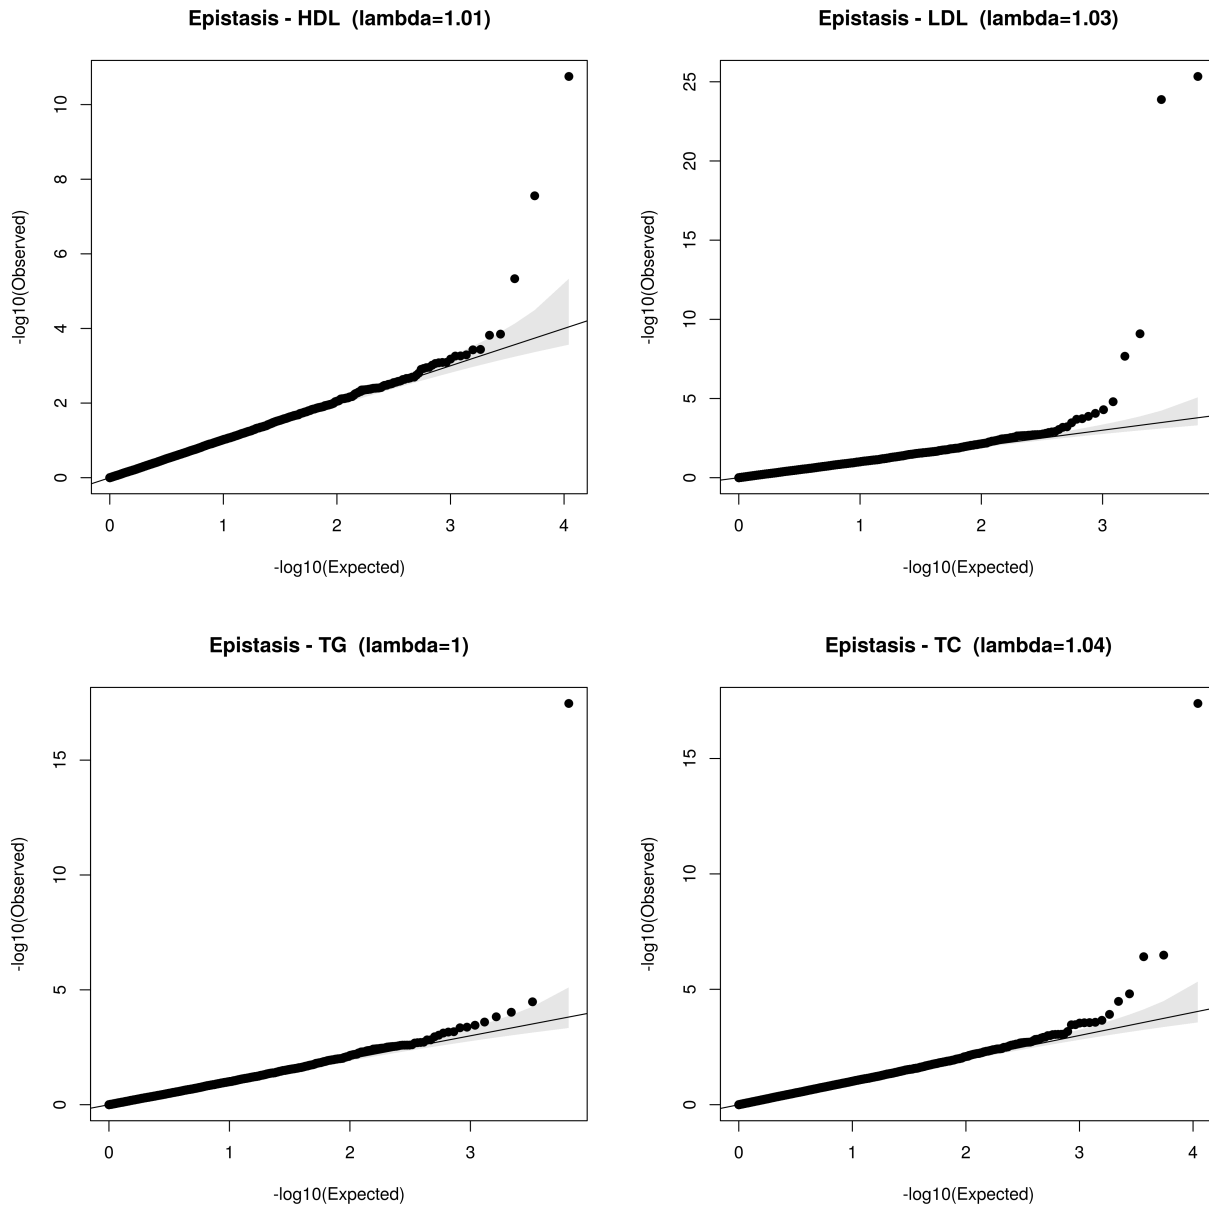 Epistasis - HDL  (lambda=1.01)
10
8
6
4
2
0
-log10(Observed)
0 1 2 3 4
-log10(Expected)
Epistasis - LDL  (lambda=1.03)
25
20
15
10
5
0
-log10(Observed)
0 1 2 3
-log10(Expected)
Epistasis - TG  (lambda=1)
15
10
5
0
-log10(Observed)
0 1 2 3
-log10(Expected)
Epistasis - TC  (lambda=1.04)
15
10
5
0
-log10(Observed)
0 1 2 3 4
-log10(Expected)